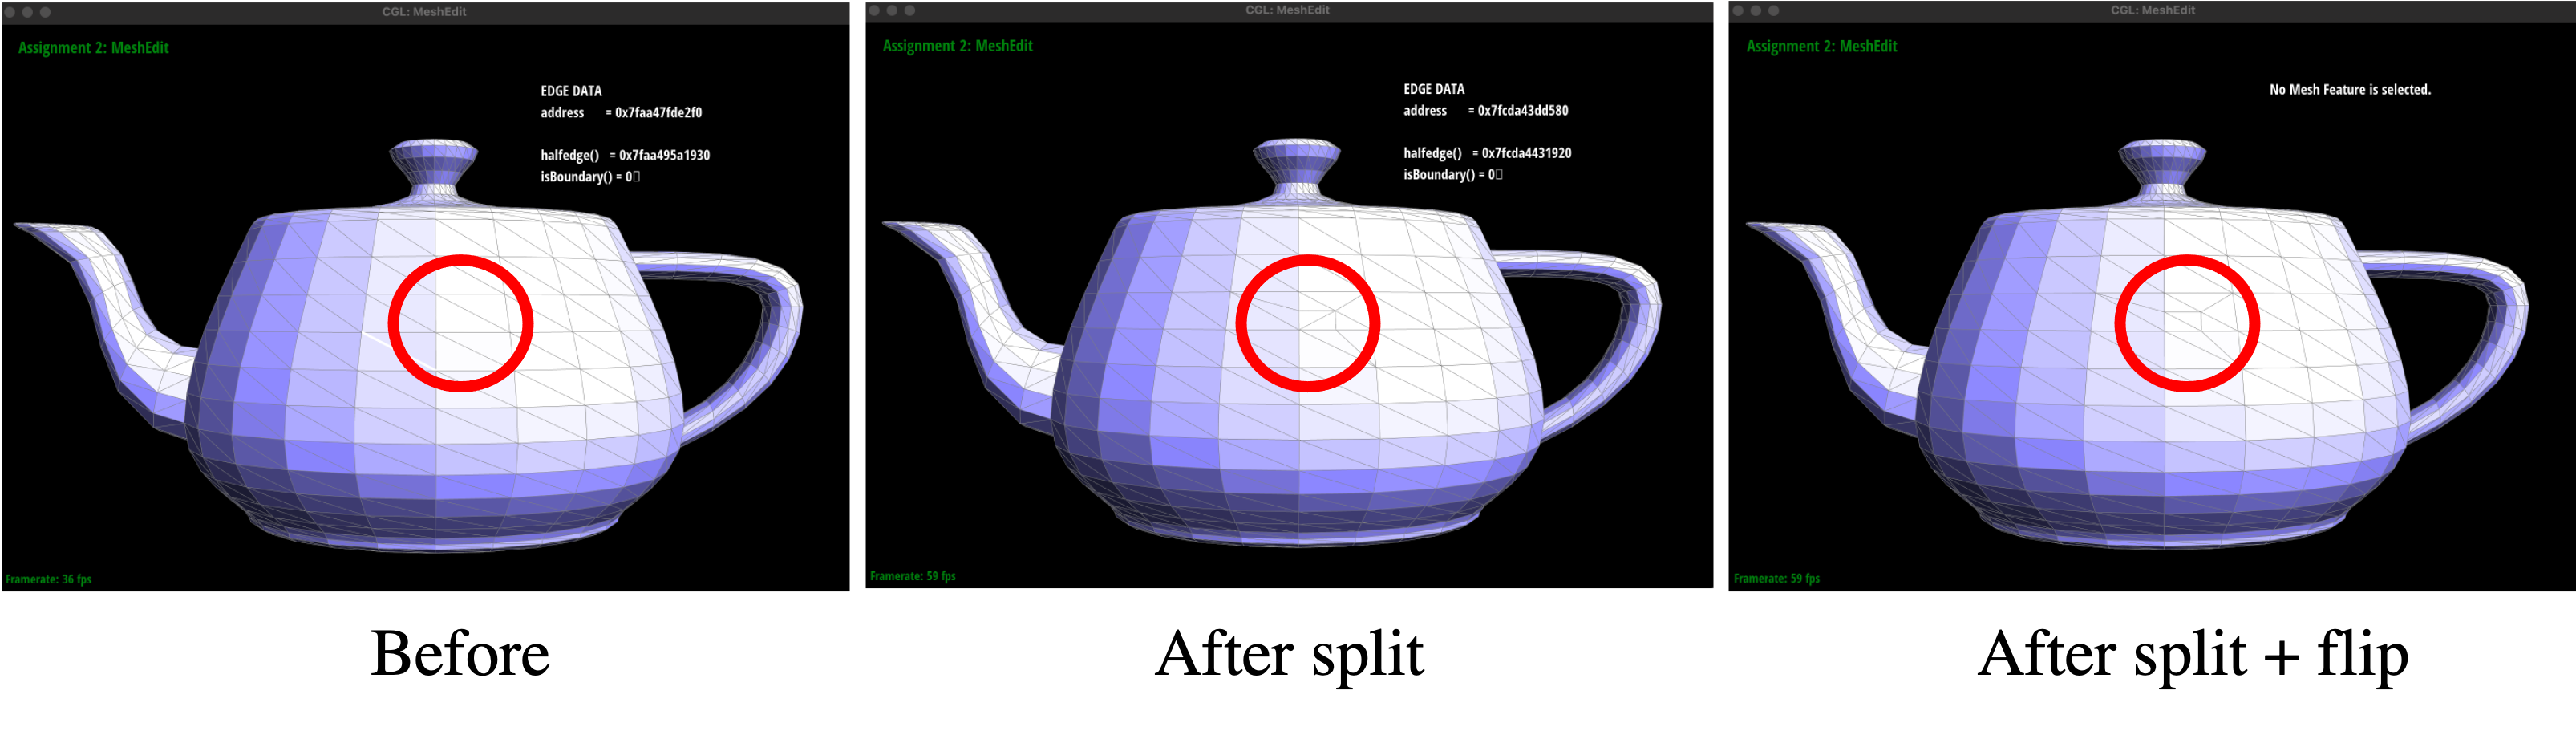 CGL: MeshEdit
Assignment 2: MeshEdit
EDGE DATA
address = 0x7faa47fde2f0
halfedge() = 0x7faa495a1930
isBoundary() = 0
Framerate: 36 fps
Before
CGL: MeshEdit
Assignment 2: MeshEdit
EDGE DATA
address = 0x7fcda43dd580
halfedge() = 0x7fcda4431920
isBoundary() = 0
Framerate: 59 fps
After split
CGL: MeshEdit
Assignment 2: MeshEdit
No Mesh Feature is selected.
Framerate: 59 fps
After split + flip